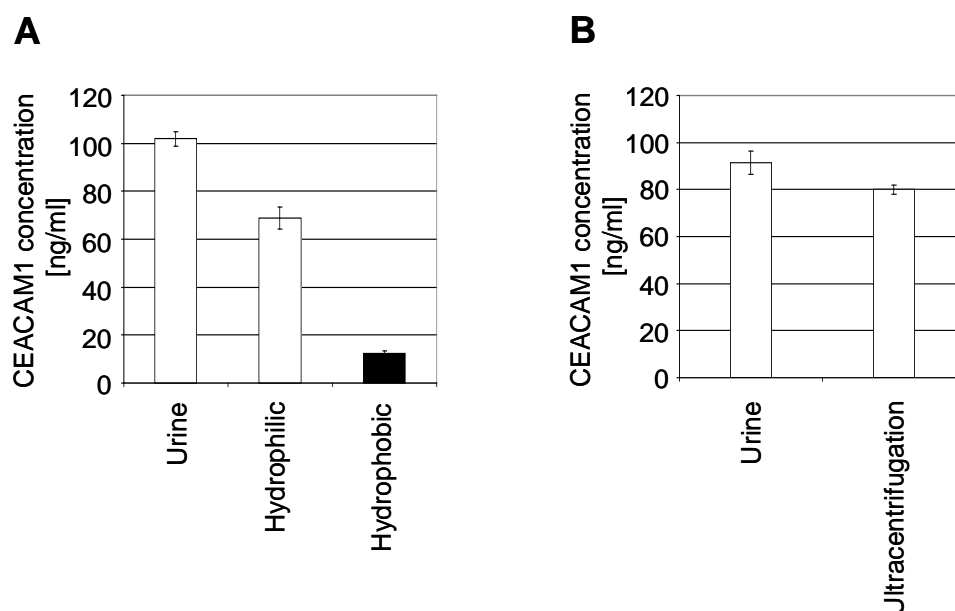 A
CEACAM1 concentration
[ng/ml]
120
100
80
60
40
20
0
Urine
Hydrophilic
Hydrophobic
B
CEACAM1 concentration
[ng/ml]
120
100
80
60
40
20
0
Urine
Ultracentrifugation